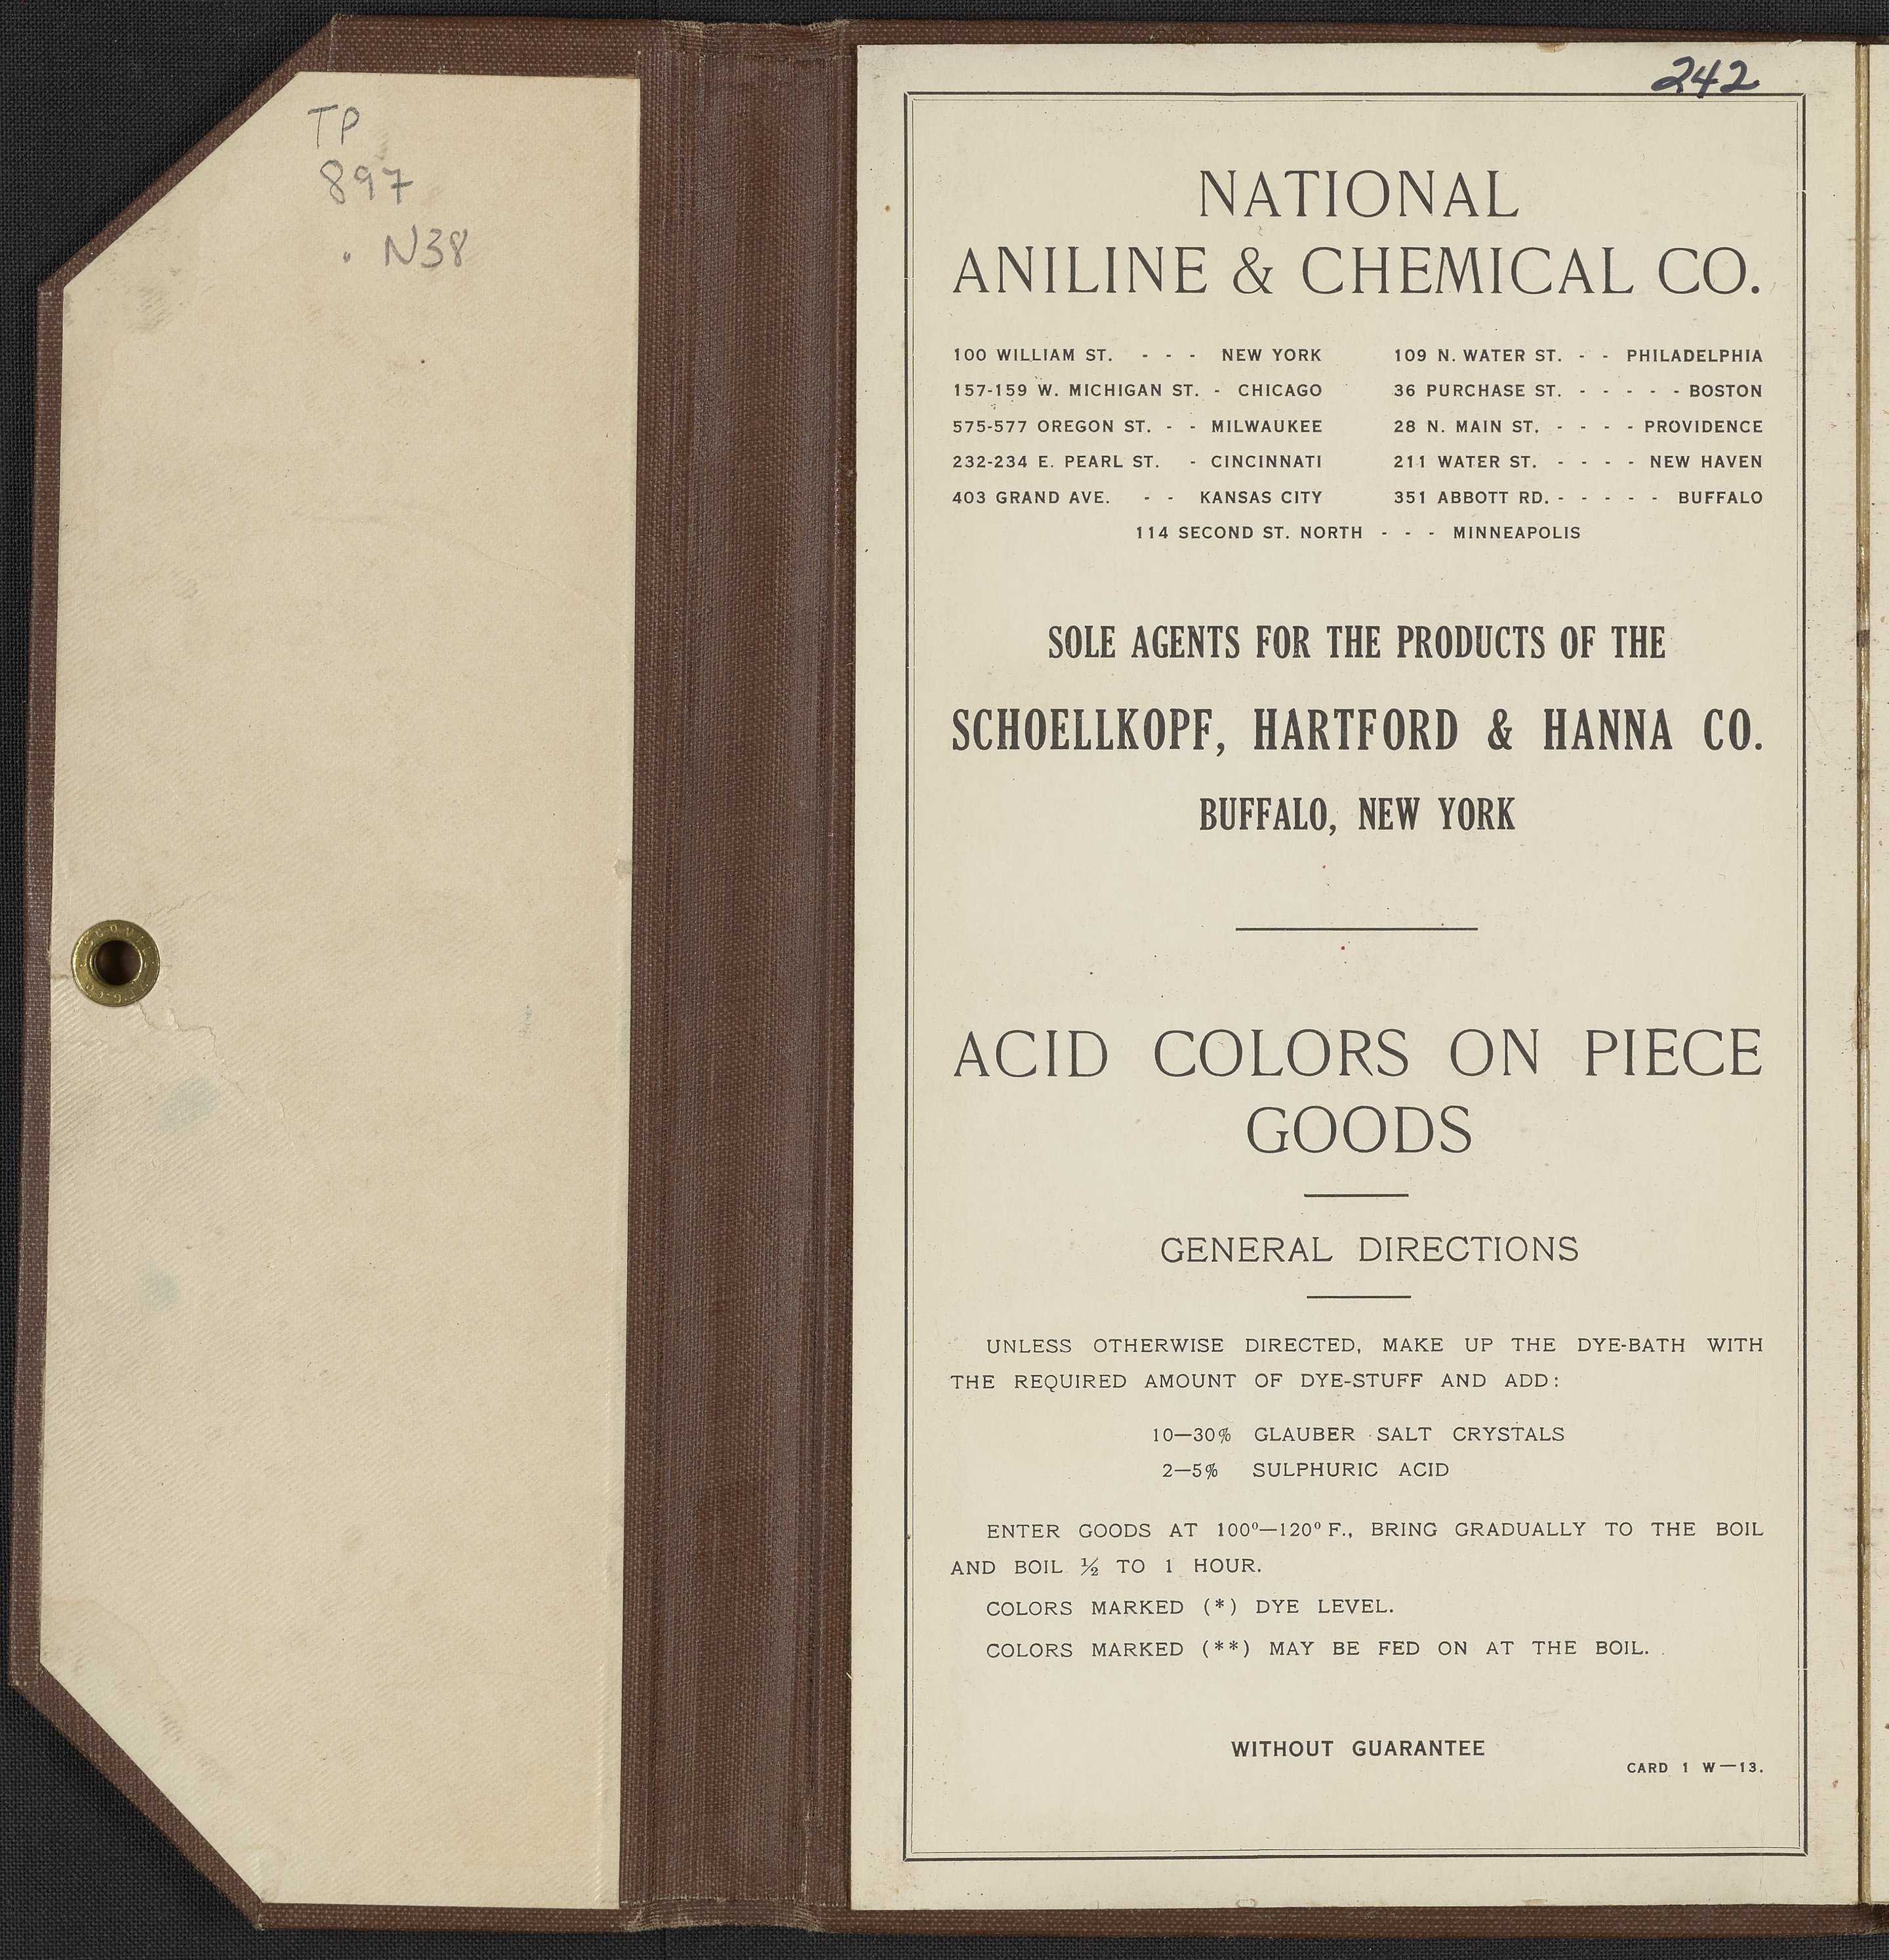 TP
897
. N38
242
NATIONAL
ANILINE & CHEMICAL CO.
100 WILLIAM ST. - - - NEW YORK
157-159 W. MICHIGAN ST. - CHICAGO
575-577 OREGON ST. - - MILWAUKEE
232-234 E. PEARL ST. - CINCINNATI
403 GRAND AVE. - - KANSAS CITY
109 N. WATER ST. - - PHILADELPHIA
36 PURCHASE ST. - - - - - BOSTON
28 N. MAIN ST. - - - - PROVIDENCE
211 WATER ST. - - - - NEW HAVEN
351 ABBOTT RD. - - - - - BUFFALO
114 SECOND ST. NORTH - - - MINNEAPOLIS
SOLE AGENTS FOR THE PRODUCTS OF THE
SCHOELLKOPF, HARTFORD & HANNA CO.
BUFFALO, NEW YORK
ACID COLORS ON PIECE
GOODS
GENERAL DIRECTIONS
UNLESS OTHERWISE DIRECTED, MAKE UP THE DYE-BATH WITH
THE REQUIRED AMOUNT OF DYE-STUFF AND ADD:
10—30% GLAUBER SALT CRYSTALS
2—5% SULPHURIC ACID
ENTER GOODS AT 100°—120° F., BRING GRADUALLY TO THE BOIL
AND BOIL ½ TO 1 HOUR.
COLORS MARKED (*) DYE LEVEL.
COLORS MARKED (**) MAY BE FED ON AT THE BOIL.
WITHOUT GUARANTEE
CARD 1 W—13.